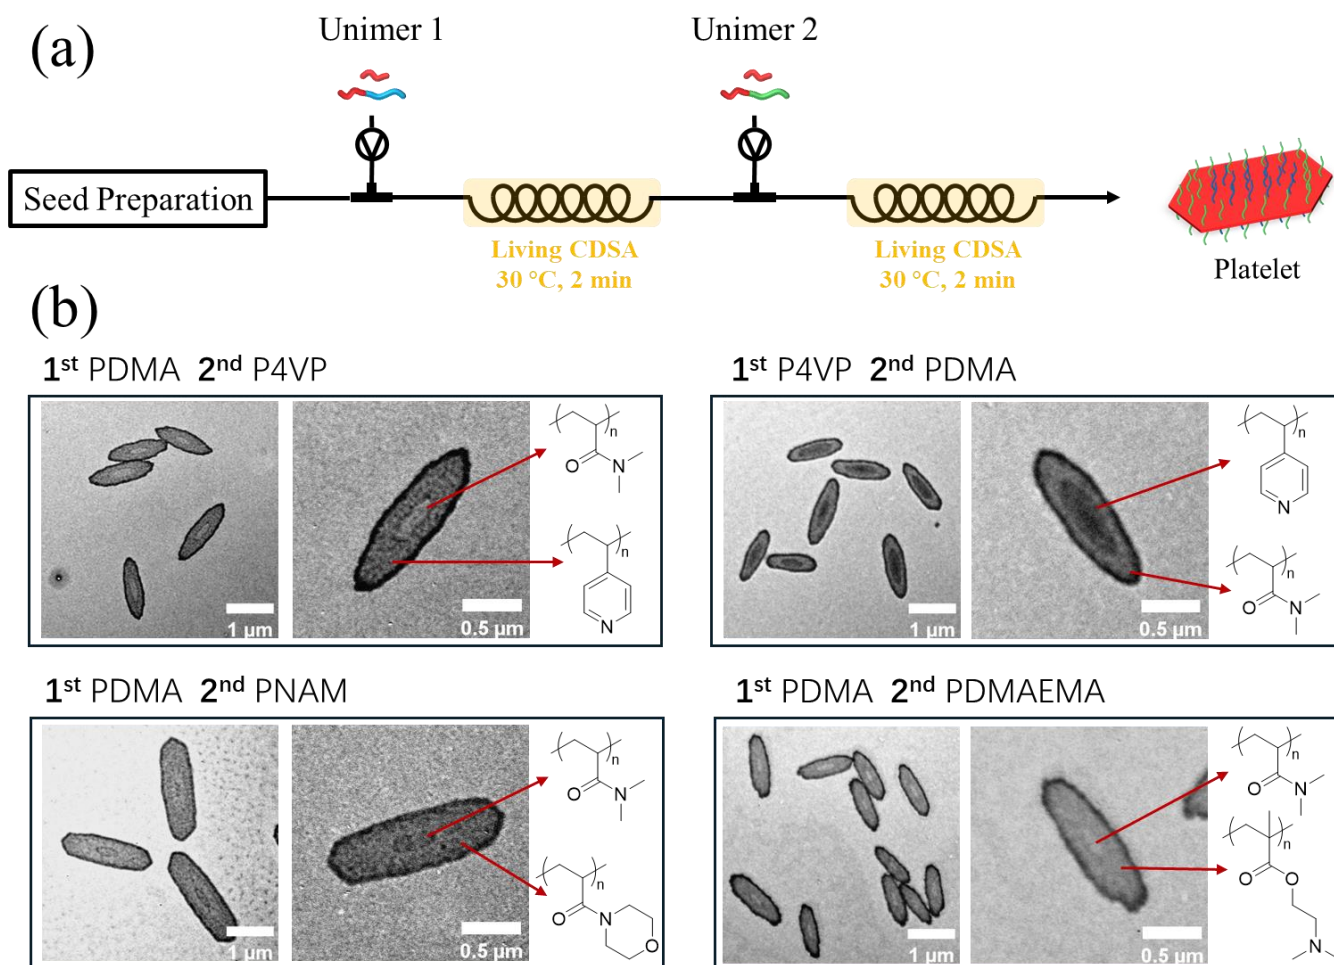 (a)
Unimer 1
Unimer 2
Seed Preparation
Living CDSA
30 °C, 2 min
Living CDSA
30 °C, 2 min
Platelet
(b)
1st PDMA 2nd P4VP
1 µm
0.5 µm
n
O
N
n
N
1st P4VP 2nd PDMA
1 µm
0.5 µm
n
N
n
O
N
1st PDMA 2nd PNAM
1 µm
0.5 µm
n
O
N
n
O
N
O
1st PDMA 2nd PDMAEMA
1 µm
0.5 µm
n
O
N
n
O
O
N